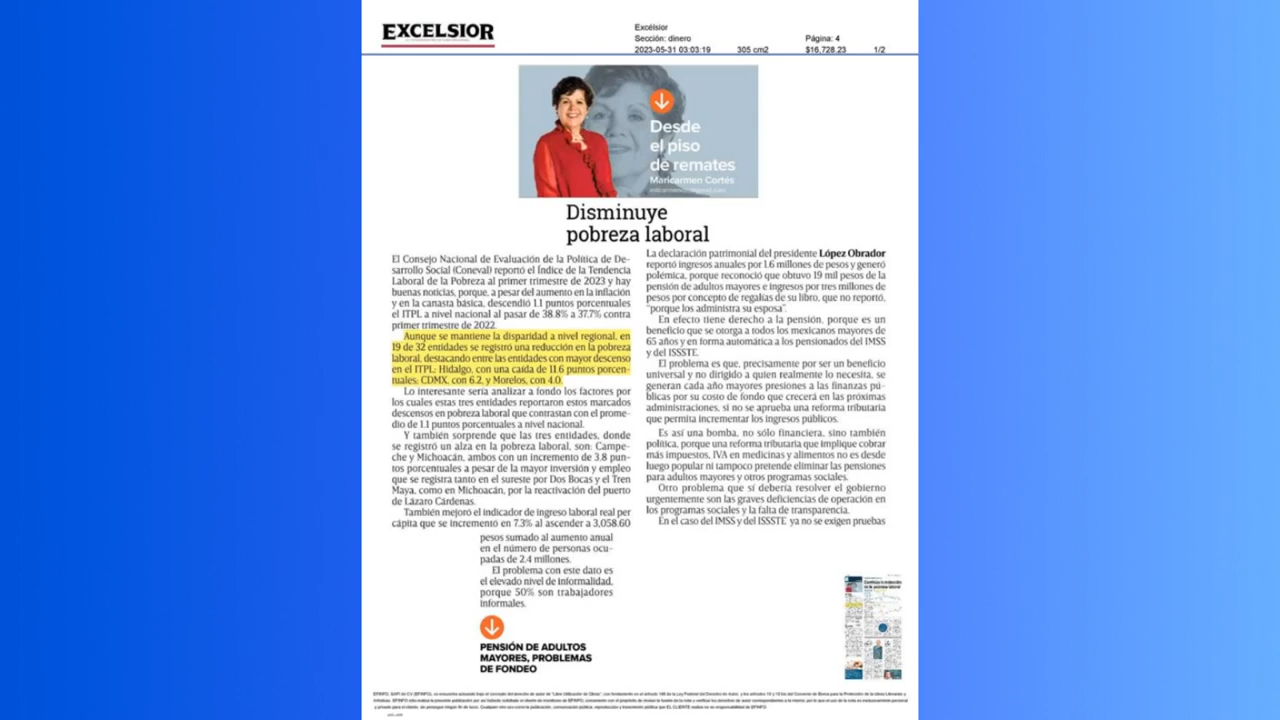 EXCELSIOR
Excélsior
Sección: dinero
Página: 4
2023-05-31 03:03:19 305 cm2 $16,728.23 1/2
Desde
el piso
de remates
Maricarmen Cortés
Disminuye
pobreza laboral
El Consejo Nacional de Evaluación de la Política de De-
sarrollo Social (Coneval) reportó el Índice de la Tendencia
Laboral de la Pobreza al primer trimestre de 2023 y hay
buenas noticias, porque, a pesar del aumento en la inflación
y en la canasta básica, descendió 1.1 puntos porcentuales
el ITPL a nivel nacional al pasar de 38.8% a 37.7% contra
primer trimestre de 2022.
Aunque se mantiene la disparidad a nivel regional, en
19 de 32 entidades se registró una reducción en la pobreza
laboral, destacando entre las entidades con mayor descenso
en el ITPL: Hidalgo, con una caída de 11.6 puntos porcen-
tuales; CDMX, con 6.2, y Morelos, con 4.0.
Lo interesante sería analizar a fondo los factores por
los cuales estas tres entidades reportaron estos marcados
descensos en pobreza laboral que contrastan con el prome-
dio de 1.1 puntos porcentuales a nivel nacional.
Y también sorprende que las tres entidades, donde
se registró un alza en la pobreza laboral, son: Campe-
che y Michoacán, ambos con un incremento de 3.8 pun-
tos porcentuales a pesar de la mayor inversión y empleo
que se registra tanto en el sureste por Dos Bocas y el Tren
Maya, como en Michoacán, por la reactivación del puerto
de Lázaro Cárdenas.
También mejoró el indicador de ingreso laboral real per
cápita que se incrementó en 7.3% al ascender a 3,058.60
pesos sumado al aumento anual
en el número de personas ocu-
padas de 2.4 millones.
El problema con este dato es
el elevado nivel de informalidad,
porque 50% son trabajadores
informales.
PENSIÓN DE ADULTOS
MAYORES, PROBLEMAS
DE FONDEO
La declaración patrimonial del presidente López Obrador
reportó ingresos anuales por 1.6 millones de pesos y generó
polémica, porque reconoció que obtuvo 19 mil pesos de la
pensión de adultos mayores e ingresos por tres millones de
pesos por concepto de regalías de su libro, que no reportó,
"porque los administra su esposa".
En efecto tiene derecho a la pensión, porque es un
beneficio que se otorga a todos los mexicanos mayores de
65 años y en forma automática a los pensionados del IMSS
y del ISSSTE.
El problema es que, precisamente por ser un beneficio
universal y no dirigido a quien realmente lo necesita, se
generan cada año mayores presiones a las finanzas pú-
blicas por su costo de fondo que crecerá en las próximas
administraciones, si no se aprueba una reforma tributaria
que permita incrementar los ingresos públicos.
Es así una bomba, no sólo financiera, sino también
política, porque una reforma tributaria que implique cobrar
más impuestos, IVA en medicinas y alimentos no es desde
luego popular ni tampoco pretende eliminar las pensiones
para adultos mayores y otros programas sociales.
Otro problema que sí debería resolver el gobierno
urgentemente son las graves deficiencias de operación en
los programas sociales y la falta de transparencia.
En el caso del IMSS y del ISSSTE ya no se exigen pruebas